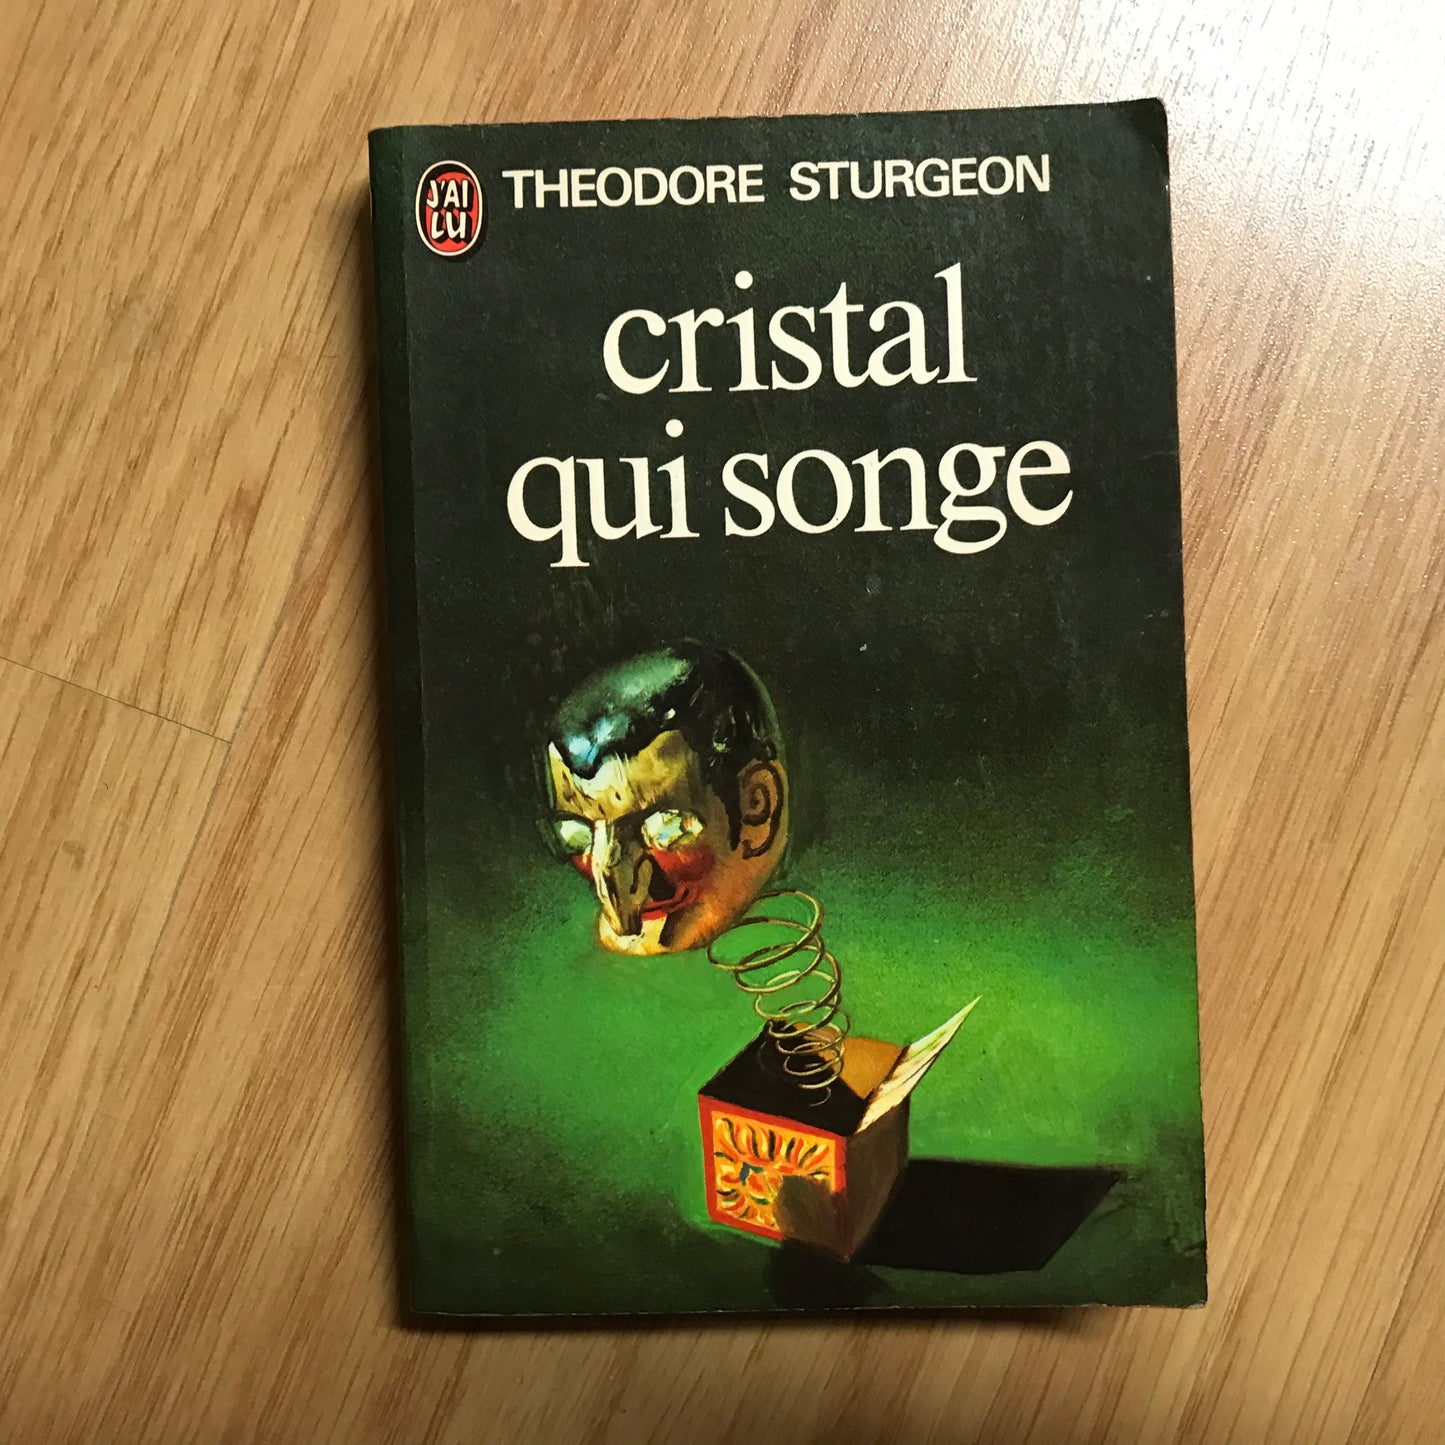 J'AI
LU
THEODORE STURGEON
cristal
qui songe